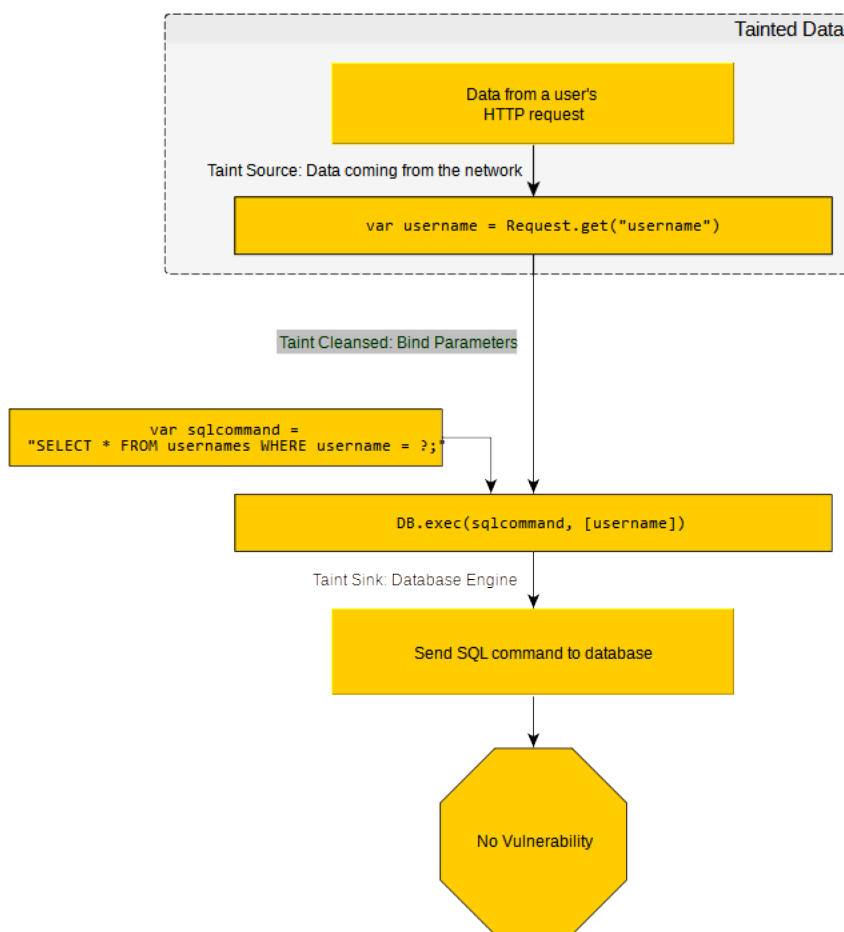 Tainted Data
Data from a user's
HTTP request
Taint Source: Data coming from the network
var username = Request.get("username")
Taint Cleansed: Bind Parameters
var sqlcommand =
"SELECT * FROM usernames WHERE username = ?;"
DB.exec(sqlcommand, [username])
Taint Sink: Database Engine
Send SQL command to database
No Vulnerability